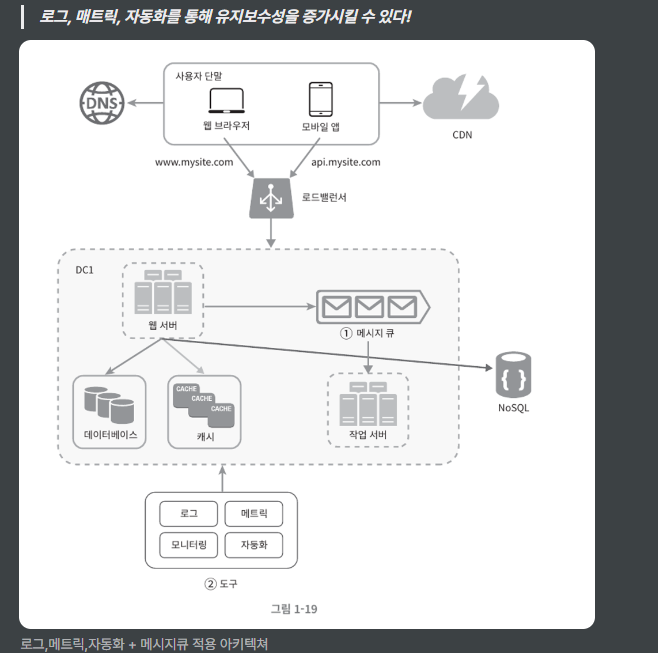 로그, 매트릭, 자동화를 통해 유지보수성을 증가시킬 수 있다!
사용자 단말
DNS
웹 브라우저
모바일 앱
CDN
www.mysite.com
api.mysite.com
로드밸런서
DC1
웹 서버
① 메시지 큐
데이터베이스
CACHE
CACHE
CACHE
캐시
작업 서버
{ }
NoSQL
로그
메트릭
모니터링
자동화
② 도구
그림 1-19
로그,메트릭,자동화 + 메시지큐 적용 아키텍쳐